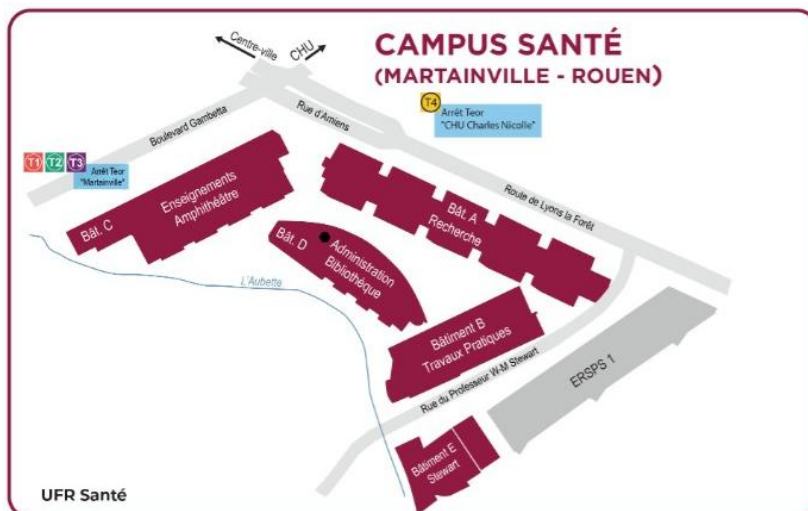 CAMPUS SANTÉ
(MARTAINVILLE - ROUEN)
Centre-ville
CHU
Boulevard Gambetta
Rue d'Amiens
T4
Arrêt Teor
"CHU Charles Nicolle"
T1 T2 T3
Arrêt Teor
"Martainville"
Route de Lyons la Forêt
Bât. C
Enseignements
Amphithéâtre
Bât. A
Recherche
Bât. D
Administration
Bibliothèque
L'Aubette
Bâtiment B
Travaux Pratiques
Rue du Professeur W-M Stewart
ERSPS 1
Bâtiment E
Stewart
UFR Santé